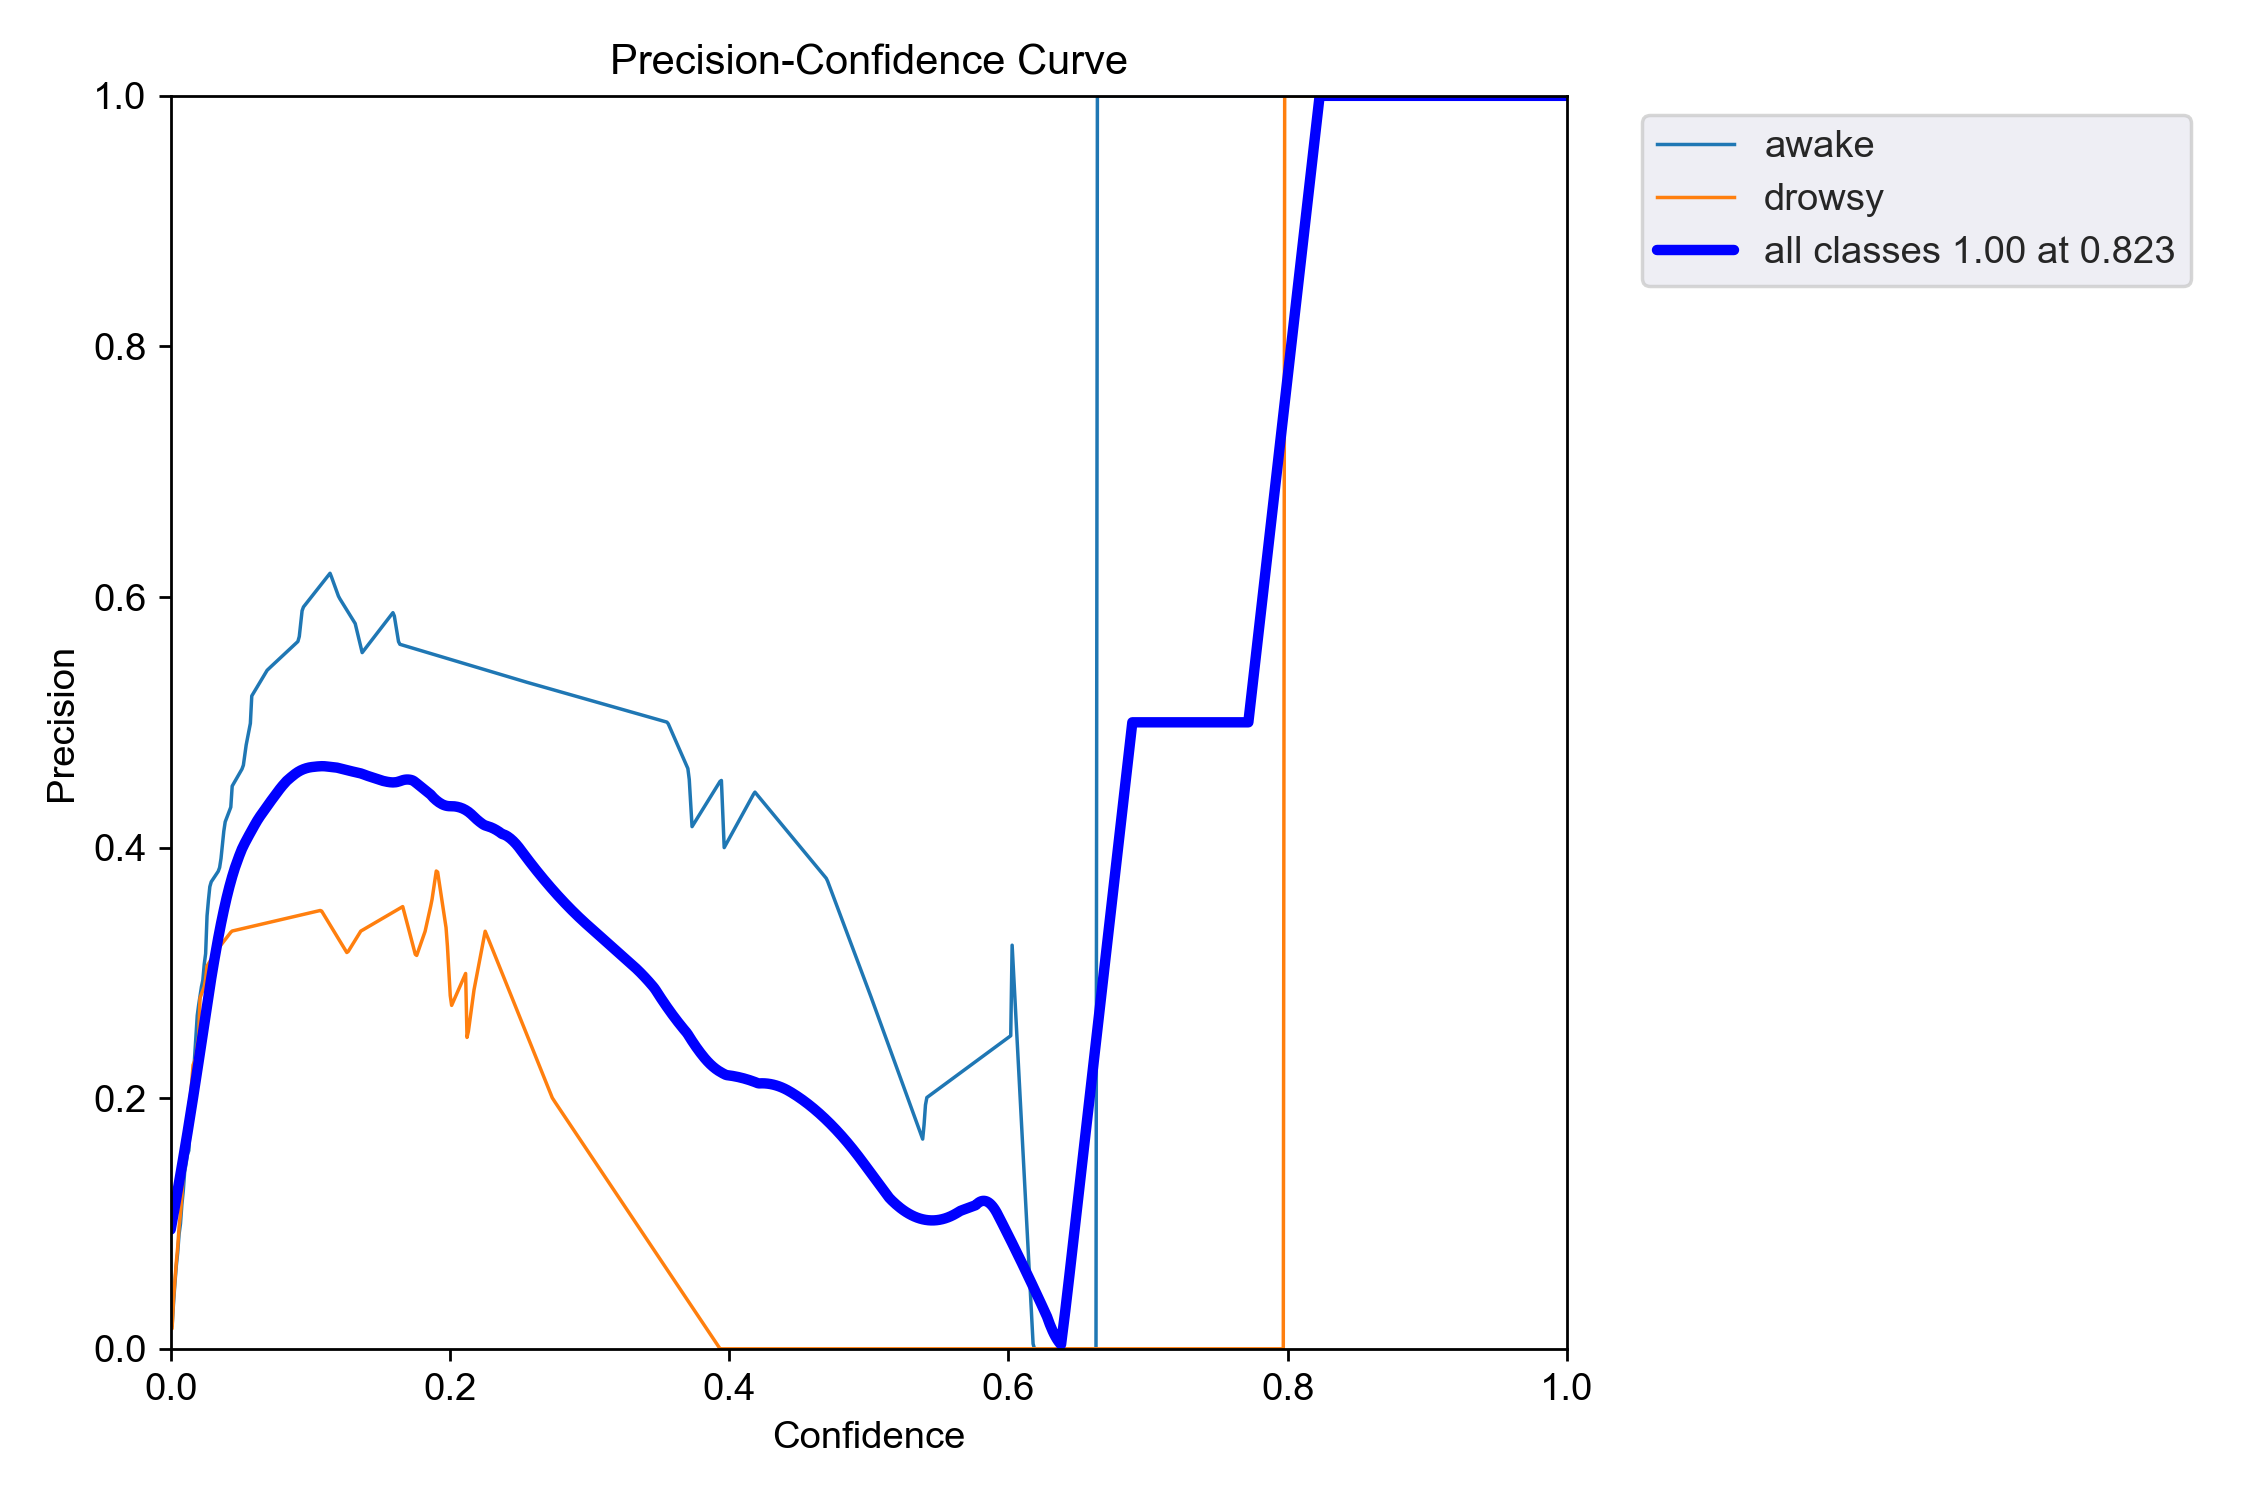 Precision-Confidence Curve
1.0
0.8
0.6
0.4
0.2
0.0
Precision
0.0 0.2 0.4 0.6 0.8 1.0
Confidence
awake
drowsy
all classes 1.00 at 0.823